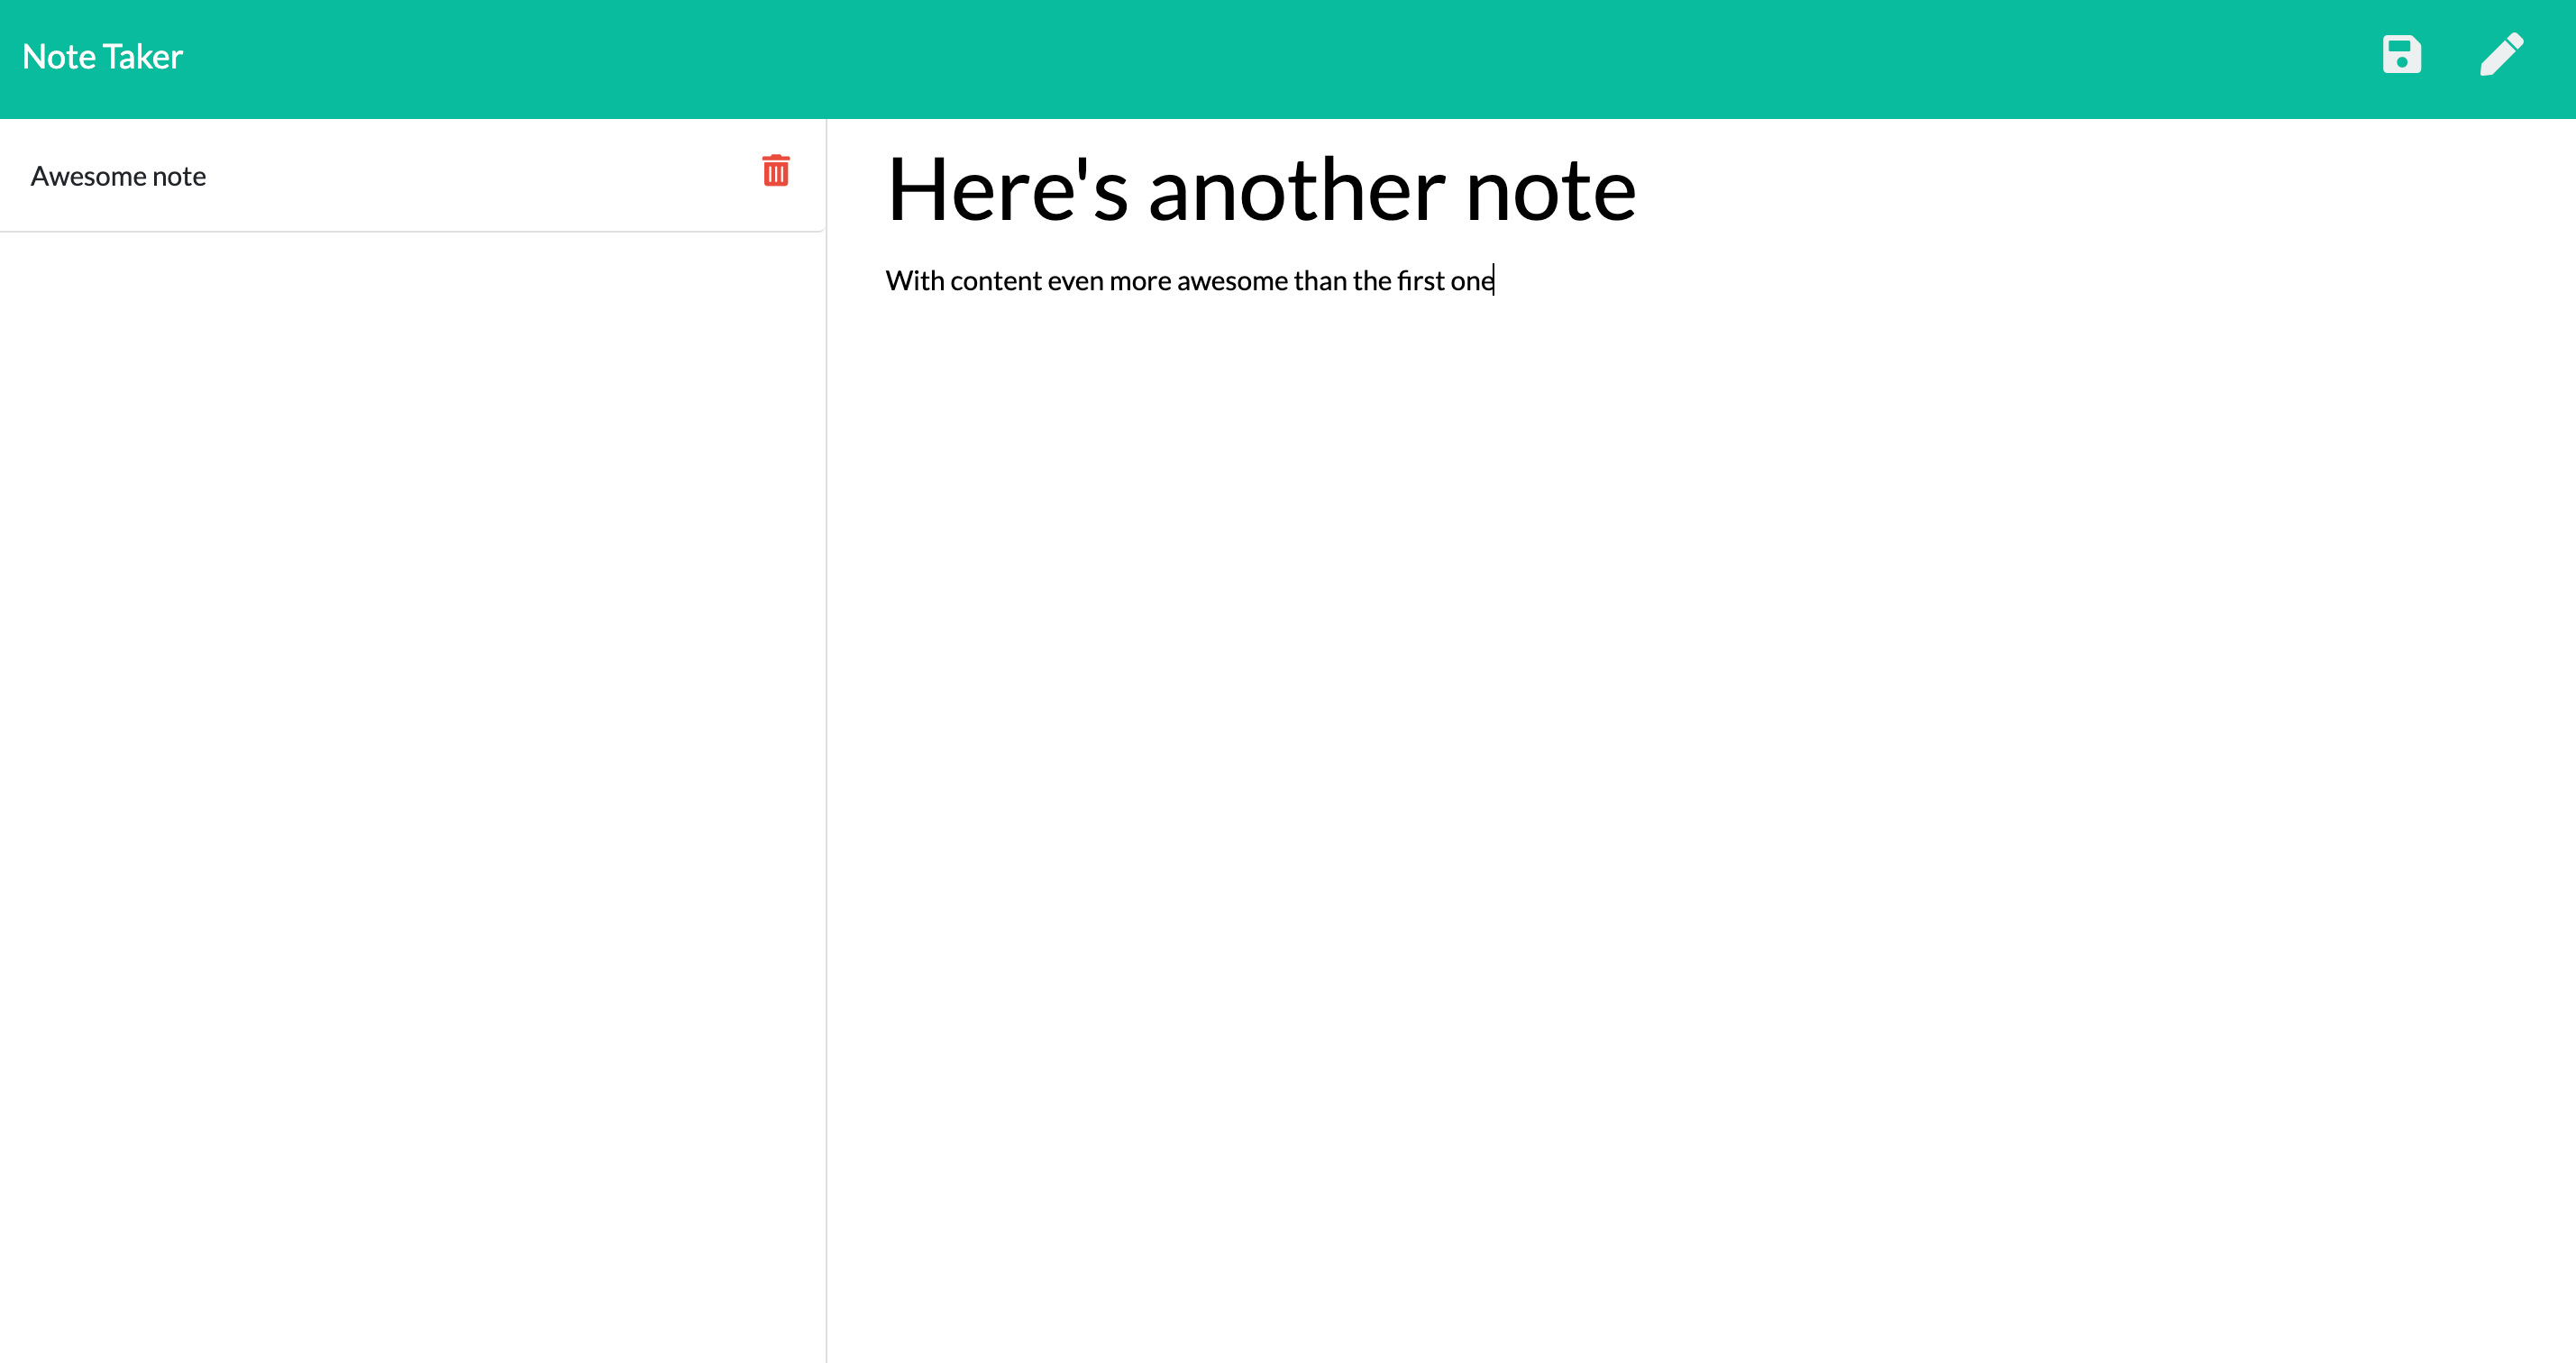 Note Taker
Awesome note
Here's another note
With content even more awesome than the first one